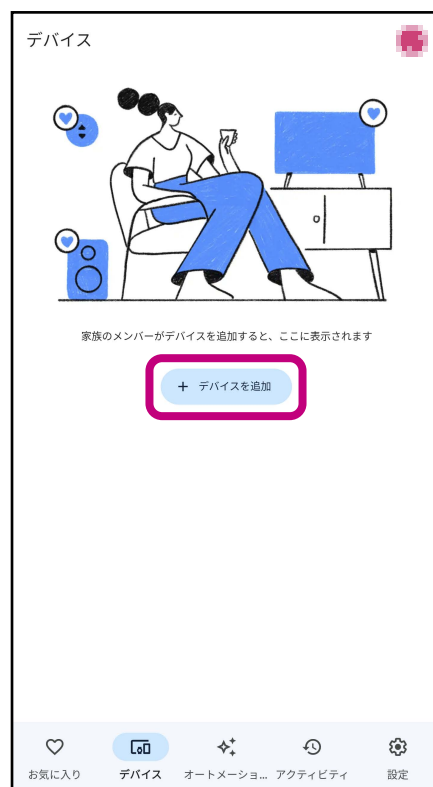 デバイス
家族のメンバーがデバイスを追加すると、ここに表示されます
+ デバイスを追加
お気に入り デバイス オートメーショ... アクティビティ 設定